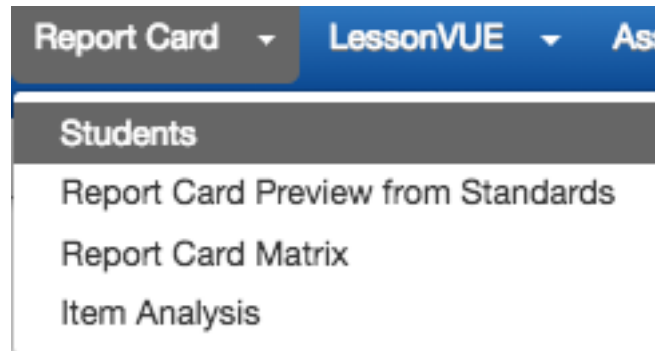 Report Card LessonVUE
Students
Report Card Preview from Standards
Report Card Matrix
Item Analysis